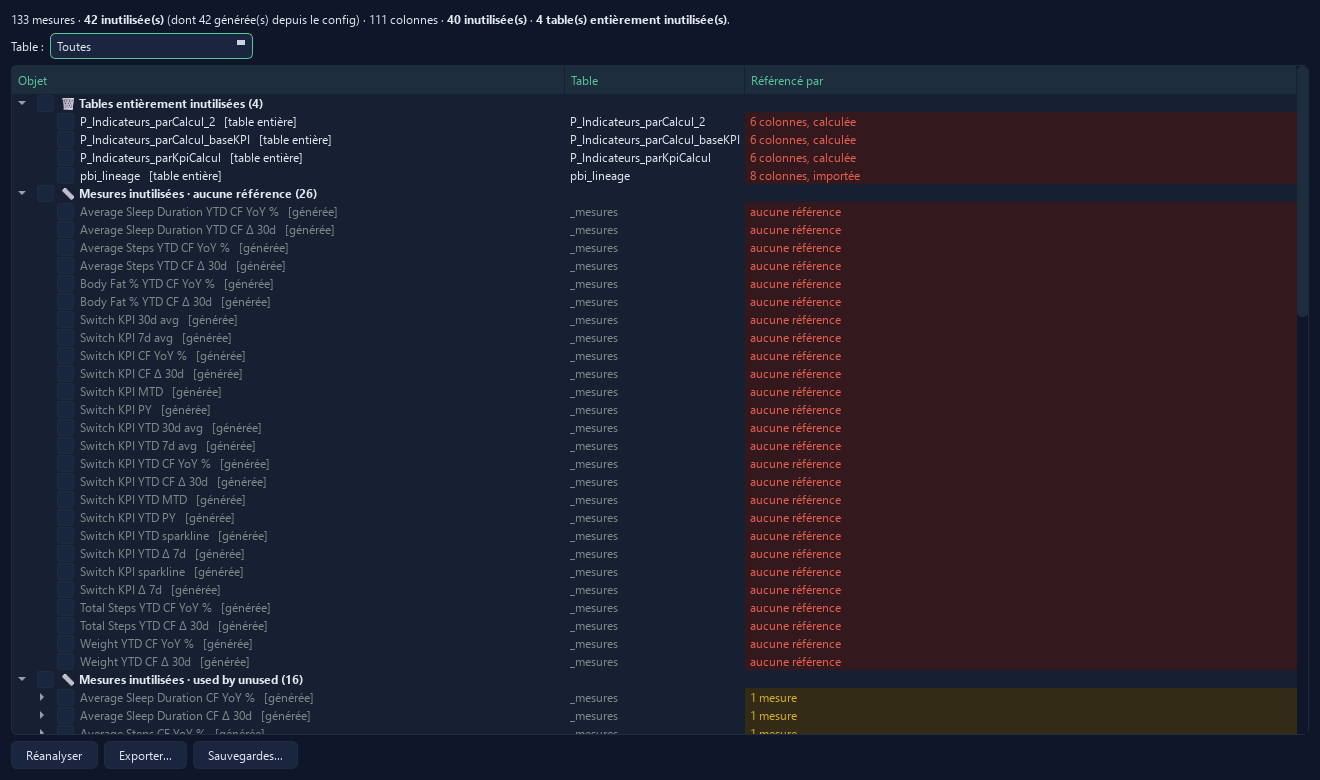 133 mesures · 42 inutilisée(s) (dont 42 générée(s) depuis le config) · 111 colonnes · 40 inutilisée(s) · 4 table(s) entièrement inutilisée(s).
Table : Toutes
Objet Table Référencé par
Tables entièrement inutilisées (4)
P_Indicateurs_parCalcul_2 [table entière] P_Indicateurs_parCalcul_2 6 colonnes, calculée
P_Indicateurs_parCalcul_baseKPI [table entière] P_Indicateurs_parCalcul_baseKPI 6 colonnes, calculée
P_Indicateurs_parKpiCalcul [table entière] P_Indicateurs_parKpiCalcul 6 colonnes, calculée
pbi_lineage [table entière] pbi_lineage 8 colonnes, importée
Mesures inutilisées · aucune référence (26)
Average Sleep Duration YTD CF YoY % [générée] _mesures aucune référence
Average Sleep Duration YTD CF Δ 30d [générée] _mesures aucune référence
Average Steps YTD CF YoY % [générée] _mesures aucune référence
Average Steps YTD CF Δ 30d [générée] _mesures aucune référence
Body Fat % YTD CF YoY % [générée] _mesures aucune référence
Body Fat % YTD CF Δ 30d [générée] _mesures aucune référence
Switch KPI 30d avg [générée] _mesures aucune référence
Switch KPI 7d avg [générée] _mesures aucune référence
Switch KPI CF YoY % [générée] _mesures aucune référence
Switch KPI CF Δ 30d [générée] _mesures aucune référence
Switch KPI MTD [générée] _mesures aucune référence
Switch KPI PY [générée] _mesures aucune référence
Switch KPI YTD 30d avg [générée] _mesures aucune référence
Switch KPI YTD 7d avg [générée] _mesures aucune référence
Switch KPI YTD CF YoY % [générée] _mesures aucune référence
Switch KPI YTD CF Δ 30d [générée] _mesures aucune référence
Switch KPI YTD MTD [générée] _mesures aucune référence
Switch KPI YTD PY [générée] _mesures aucune référence
Switch KPI YTD sparkline [générée] _mesures aucune référence
Switch KPI YTD Δ 7d [générée] _mesures aucune référence
Switch KPI sparkline [générée] _mesures aucune référence
Switch KPI Δ 7d [générée] _mesures aucune référence
Total Steps YTD CF YoY % [générée] _mesures aucune référence
Total Steps YTD CF Δ 30d [générée] _mesures aucune référence
Weight YTD CF YoY % [générée] _mesures aucune référence
Weight YTD CF Δ 30d [générée] _mesures aucune référence
Mesures inutilisées · used by unused (16)
Average Sleep Duration CF YoY % [générée] _mesures 1 mesure
Average Sleep Duration CF Δ 30d [générée] _mesures 1 mesure
Average Steps CF YoY % [générée] _mesures 1 mesure
Réanalyser Exporter... Sauvegardes...